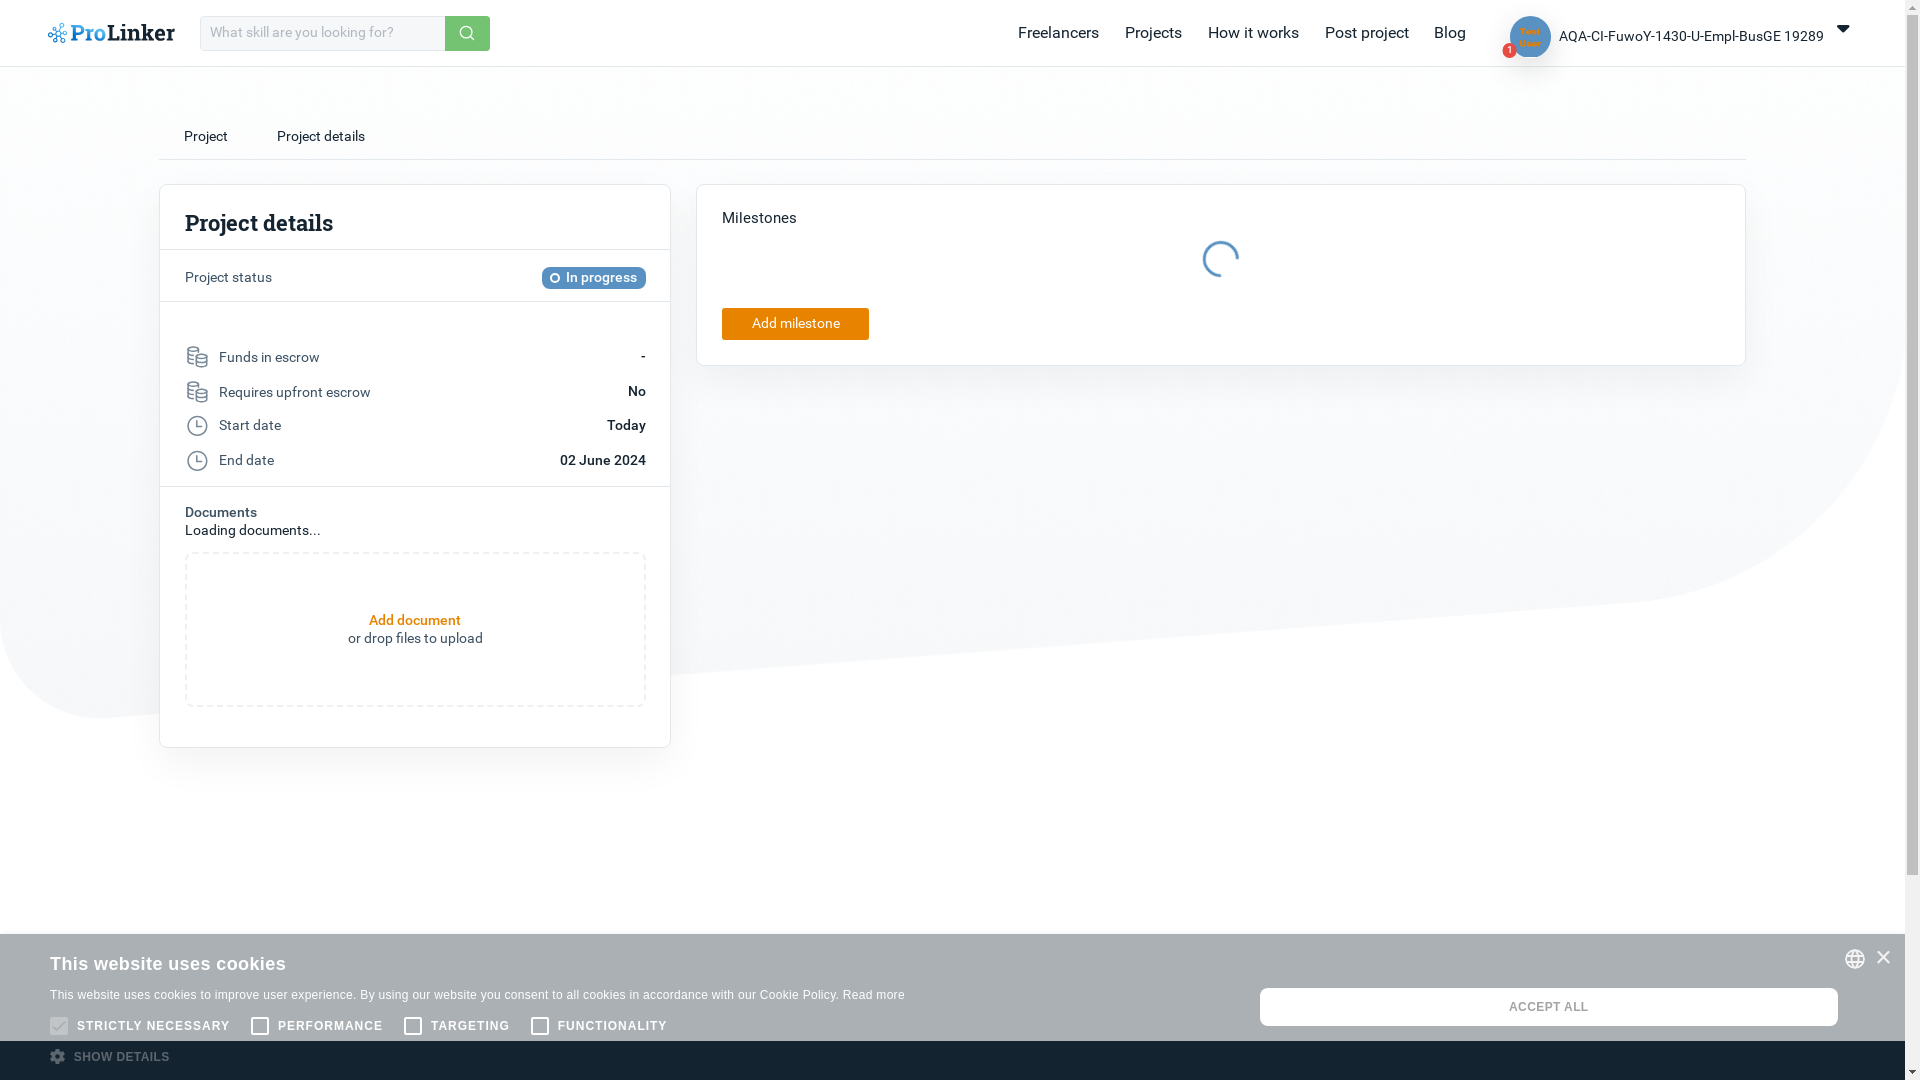 ProLinker
What skill are you looking for?
Freelancers
Projects
How it works
Post project
Blog
Test
User
1
AQA-CI-FuwoY-1430-U-Empl-BusGE 19289
Project
Project details
Project details
Project status
In progress
Funds in escrow
-
Requires upfront escrow
No
Start date
Today
End date
02 June 2024
Documents
Loading documents...
Add document
or drop files to upload
Milestones
Add milestone
This website uses cookies
This website uses cookies to improve user experience. By using our website you consent to all cookies in accordance with our Cookie Policy. Read more
STRICTLY NECESSARY
PERFORMANCE
TARGETING
FUNCTIONALITY
SHOW DETAILS
ACCEPT ALL
×